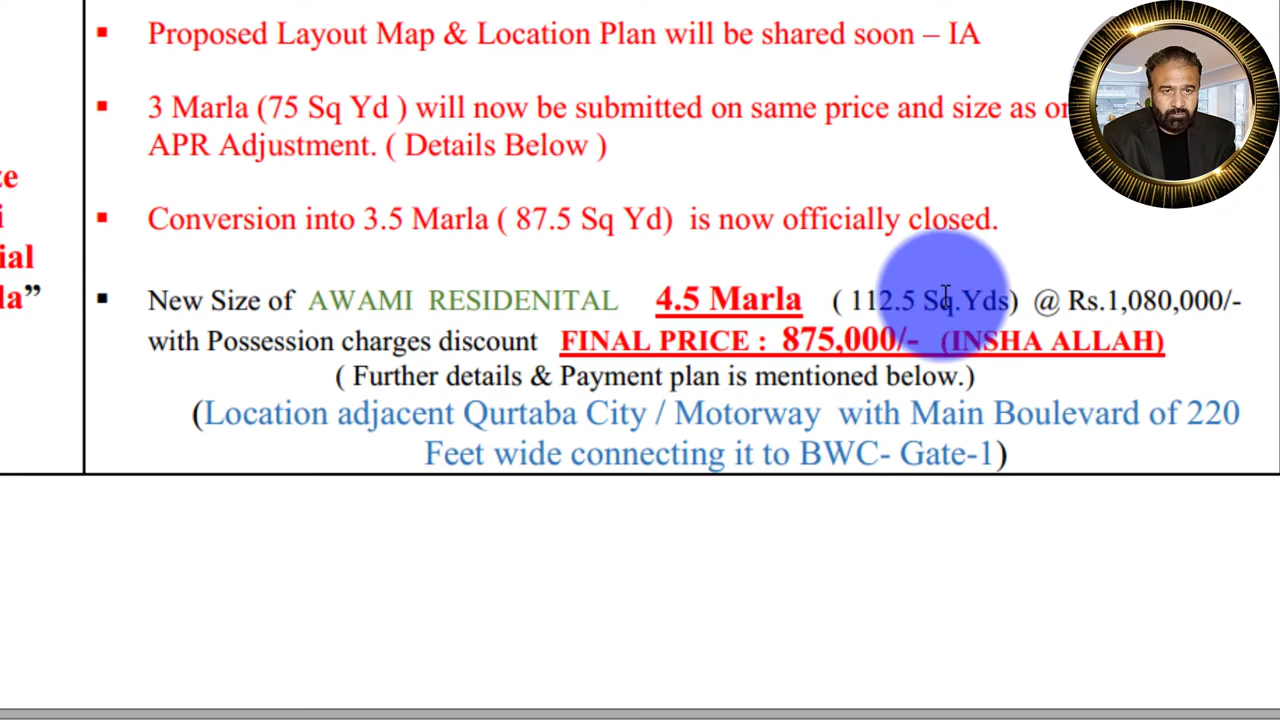 Proposed Layout Map & Location Plan will be shared soon – IA
3 Marla (75 Sq Yd ) will now be submitted on same price and size as
APR Adjustment. ( Details Below )
ze
i
Conversion into 3.5 Marla ( 87.5 Sq Yd) is now officially closed.
ial
la”
New Size of AWAMI RESIDENITAL 4.5 Marla ( 112.5 Sq.Yds) @ Rs.1,080,000/-
with Possession charges discount FINAL PRICE : 875,000/- (INSHA ALLAH)
( Further details & Payment plan is mentioned below.)
(Location adjacent Qurtaba City / Motorway with Main Boulevard of 220
Feet wide connecting it to BWC- Gate-1)